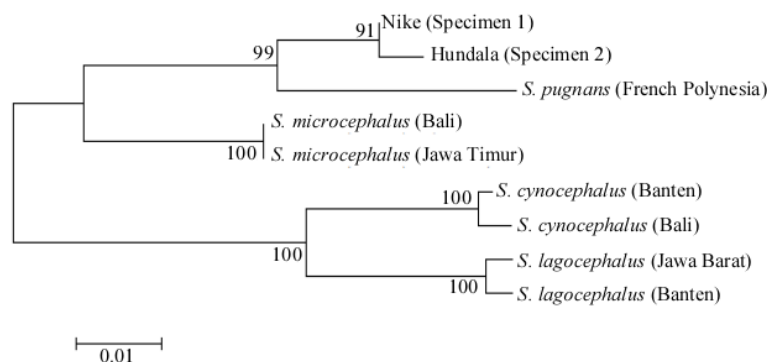 91
Nike (Specimen 1)
99
Hundala (Specimen 2)
S. pugnans (French Polynesia)
S. microcephalus (Bali)
100
S. microcephalus (Jawa Timur)
100
S. cynocephalus (Banten)
S. cynocephalus (Bali)
100
S. lagocephalus (Jawa Barat)
100
S. lagocephalus (Banten)
0.01